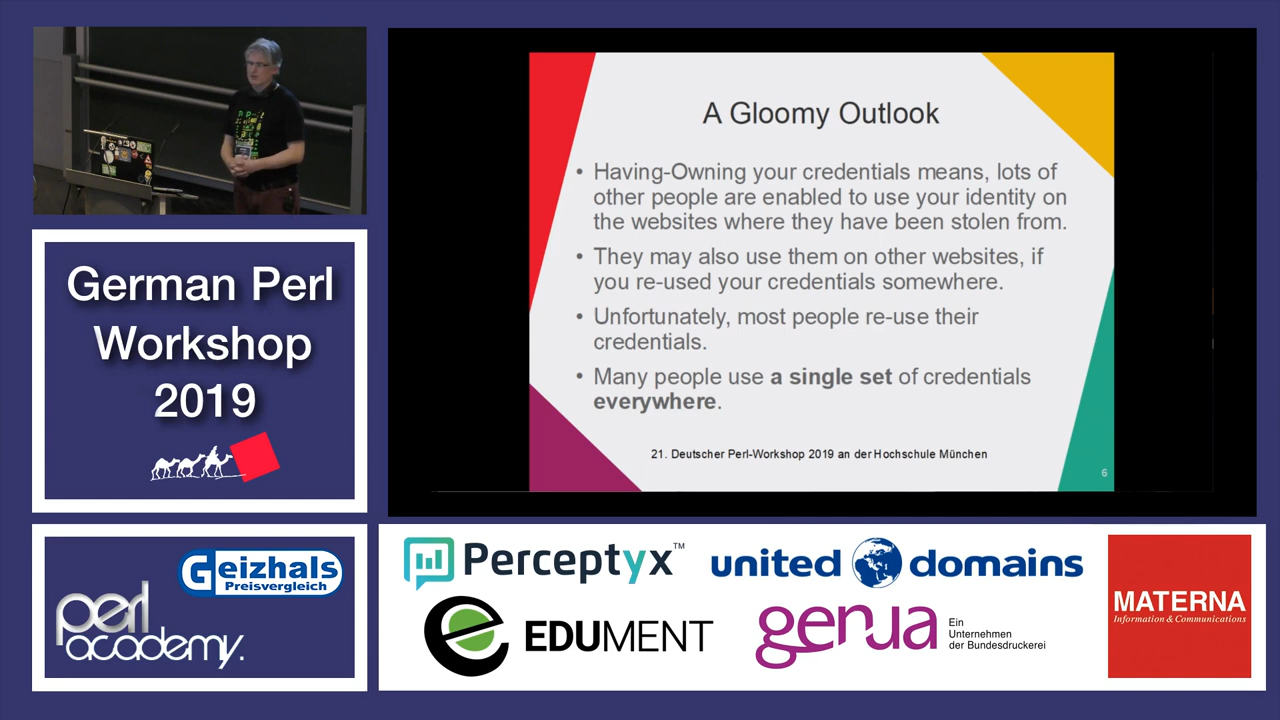 A Gloomy Outlook
• Having-Owning your credentials means, lots of
other people are enabled to use your identity on
the websites where they have been stolen from.
• They may also use them on other websites, if
you re-used your credentials somewhere.
• Unfortunately, most people re-use their
credentials.
• Many people use a single set of credentials
everywhere.
21. Deutscher Perl-Workshop 2019 an der Hochschule München
6
German Perl
Workshop
2019
Geizhals
Preisvergleich
perl
academy.
Perceptyx™
united domains
EDUMENT
genua
Ein
Unternehmen
der Bundesdruckerei
MATERNA
Information & Communications